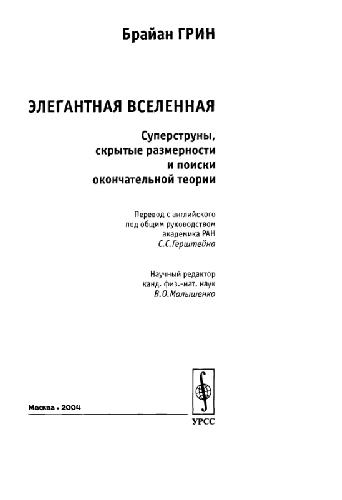 Брайан ГРИН
ЭЛЕГАНТНАЯ ВСЕЛЕННАЯ
Суперструны,
скрытые размерности
и поиски
окончательной теории
Перевод с английского
под общим руководством
академика РАН
С.С.Герштейна
Научный редактор
канд. физ.-мат. наук
В.О.Малышенко
Москва • 2004
УРСС